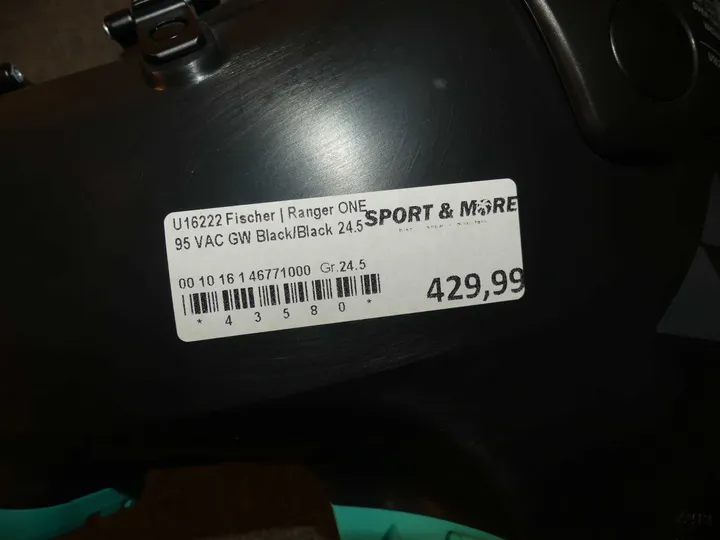 U16222 Fischer | Ranger ONE
95 VAC GW Black/Black 24.5
SPORT & MORE
00 10 16 1 46771000 Gr.24.5
* 4 3 5 8 0 *
429,99